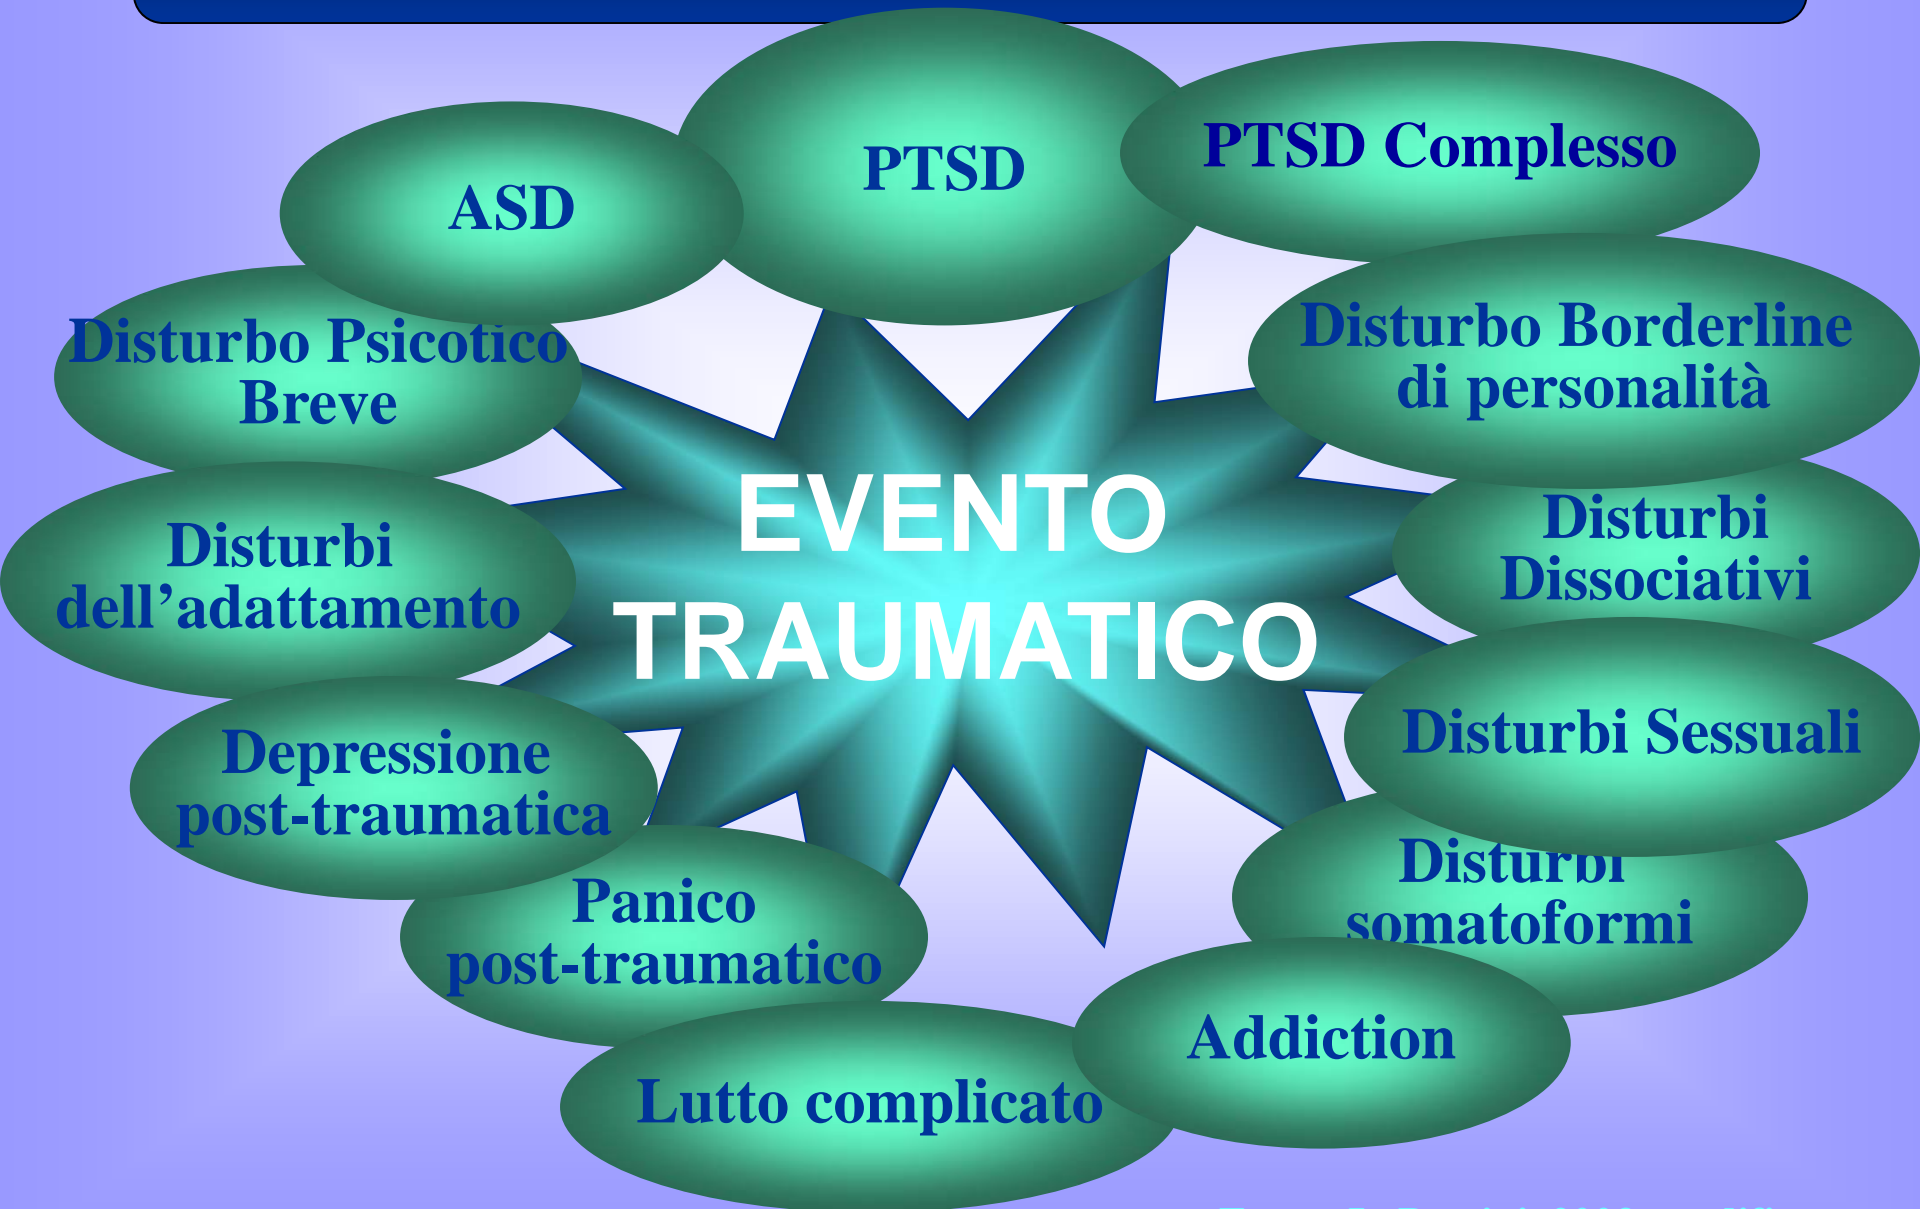 PTSD
PTSD Complesso
ASD
Disturbo Borderline
di personalità
Disturbo Psicotico
Breve
EVENTO
TRAUMATICO
Disturbi
Dissociativi
Disturbi
dell’adattamento
Disturbi Sessuali
Depressione
post-traumatica
Disturbi
somatoformi
Panico
post-traumatico
Addiction
Lutto complicato